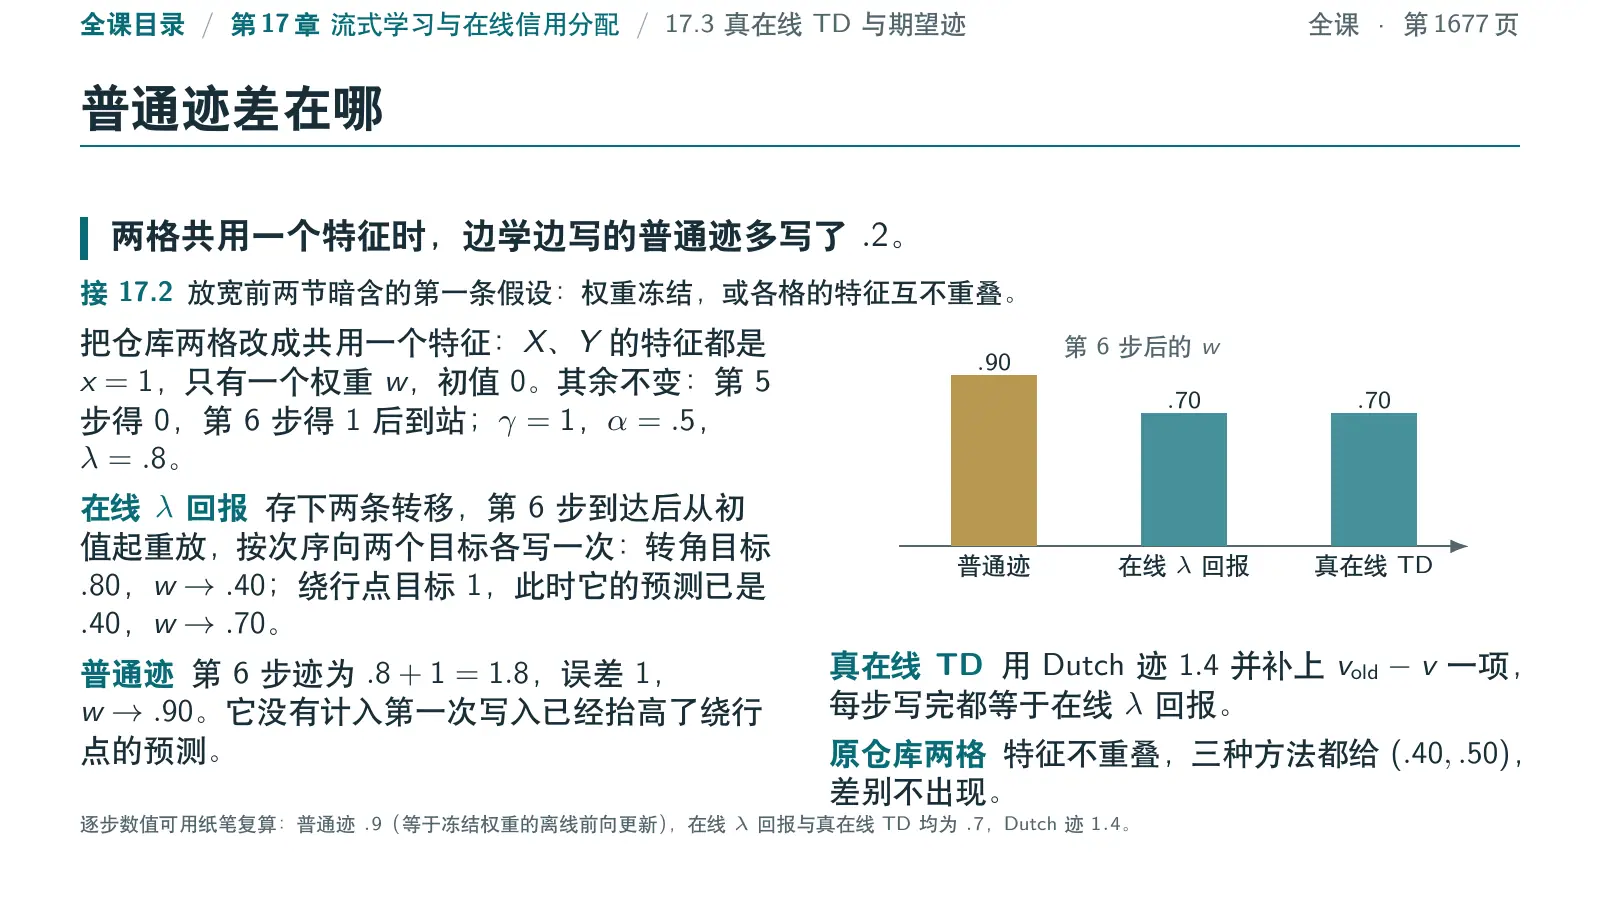 全课目录 / 第 17 章 流式学习与在线信用分配 / 17.3 真在线 TD 与期望迹
全课 · 第 1677 页
普通迹差在哪
两格共用一个特征时，边学边写的普通迹多写了 .2。
接 17.2 放宽前两节暗含的第一条假设：权重冻结，或各格的特征互不重叠。
把仓库两格改成共用一个特征：X、Y 的特征都是
x = 1，只有一个权重 w，初值 0。其余不变：第 5
步得 0，第 6 步得 1 后到站；γ = 1，α = .5，
λ = .8。
在线 λ 回报 存下两条转移，第 6 步到达后从初
值起重放，按次序向两个目标各写一次：转角目标
.80，w → .40；绕行点目标 1，此时它的预测已是
.40，w → .70。
普通迹 第 6 步迹为 .8 + 1 = 1.8，误差 1，
w → .90。它没有计入第一次写入已经抬高了绕行
点的预测。
第 6 步后的 w
.90
.70
.70
普通迹
在线 λ 回报
真在线 TD
真在线 TD 用 Dutch 迹 1.4 并补上 v_old − v 一项，
每步写完都等于在线 λ 回报。
原仓库两格 特征不重叠，三种方法都给 (.40, .50)，
差别不出现。
逐步数值可用纸笔复算：普通迹 .9（等于冻结权重的离线前向更新），在线 λ 回报与真在线 TD 均为 .7，Dutch 迹 1.4。